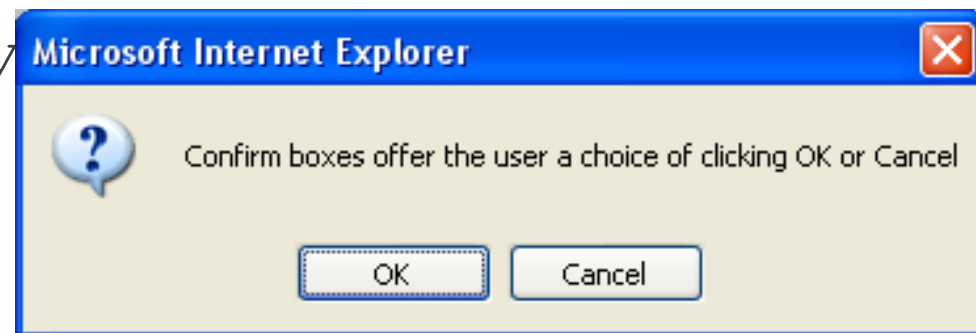 Microsoft Internet Explorer
?
Confirm boxes offer the user a choice of clicking OK or Cancel
OK Cancel